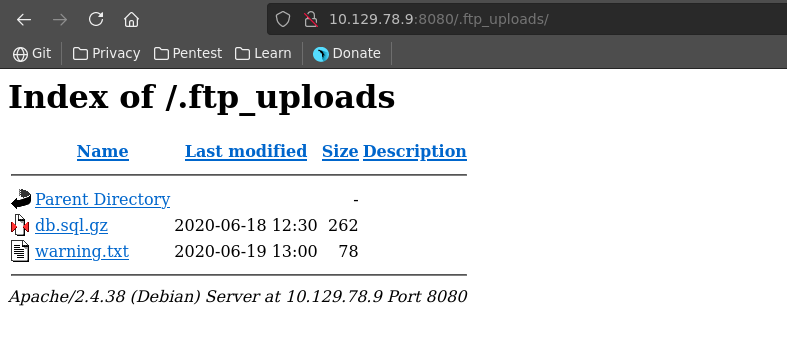 10.129.78.9:8080/.ftp_uploads/
Git Privacy Pentest Learn Donate
Index of /.ftp_uploads
Name Last modified Size Description
Parent Directory -
db.sql.gz 2020-06-18 12:30 262
warning.txt 2020-06-19 13:00 78
Apache/2.4.38 (Debian) Server at 10.129.78.9 Port 8080